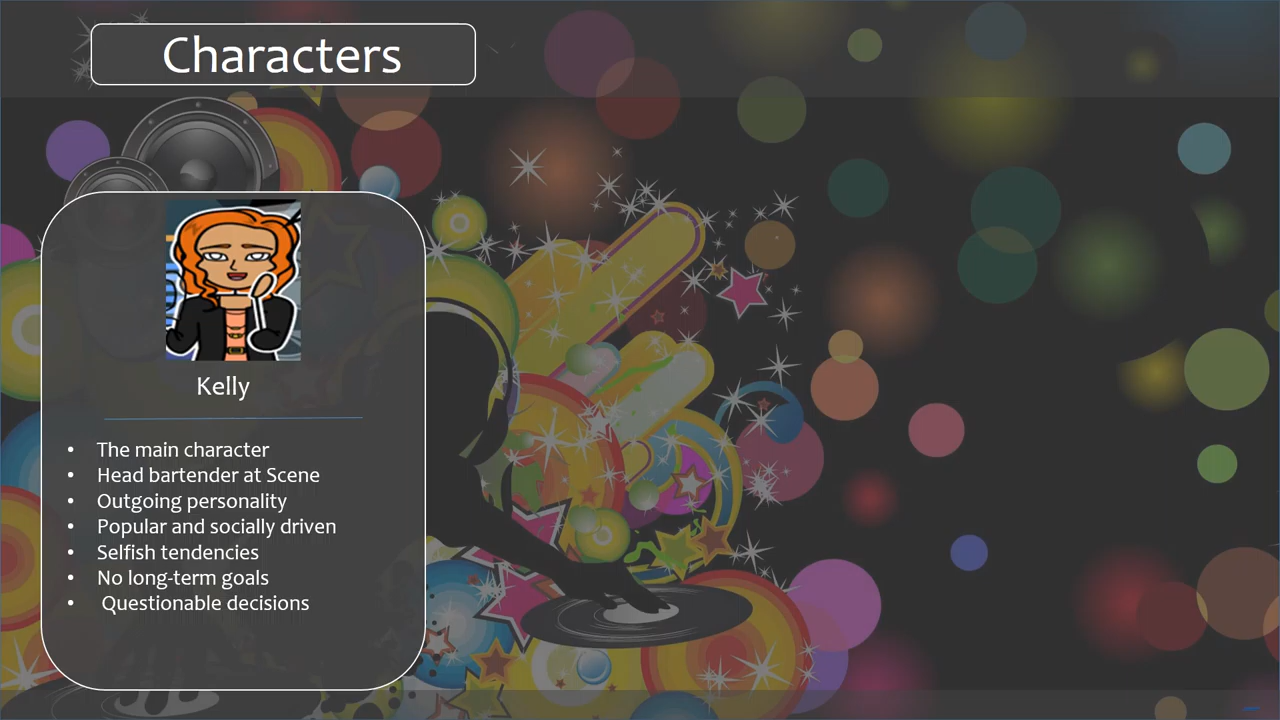 Characters
Kelly
• The main character
• Head bartender at Scene
• Outgoing personality
• Popular and socially driven
• Selfish tendencies
• No long-term goals
• Questionable decisions